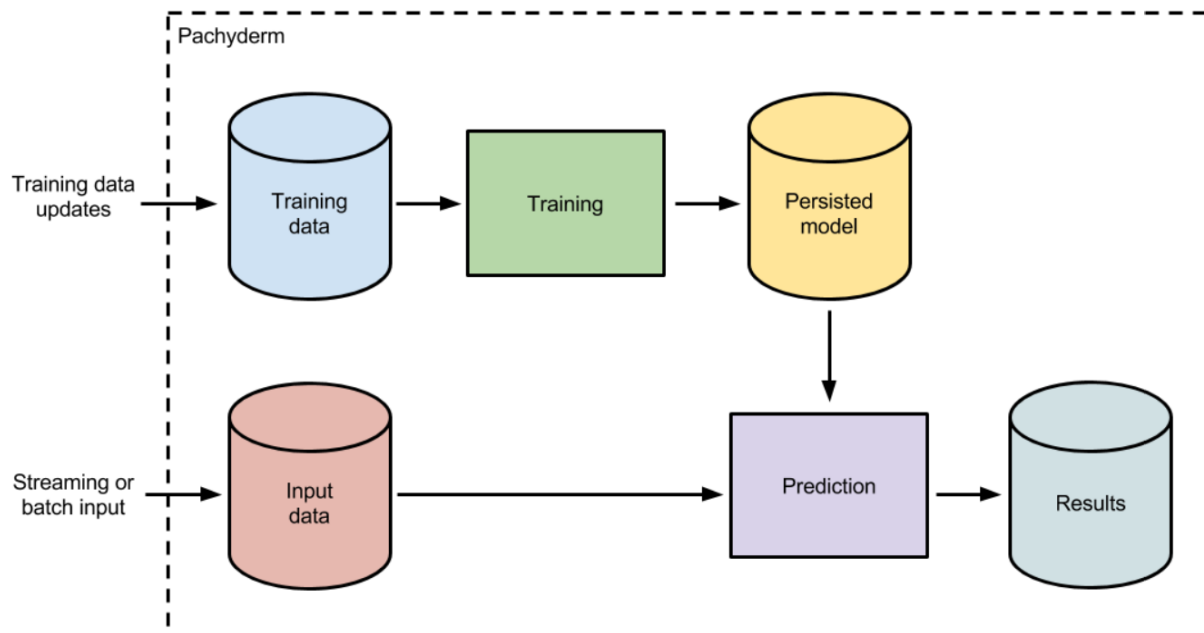 Pachyderm
Training data
updates
Training
data
Training
Persisted
model
Streaming or
batch input
Input
data
Prediction
Results